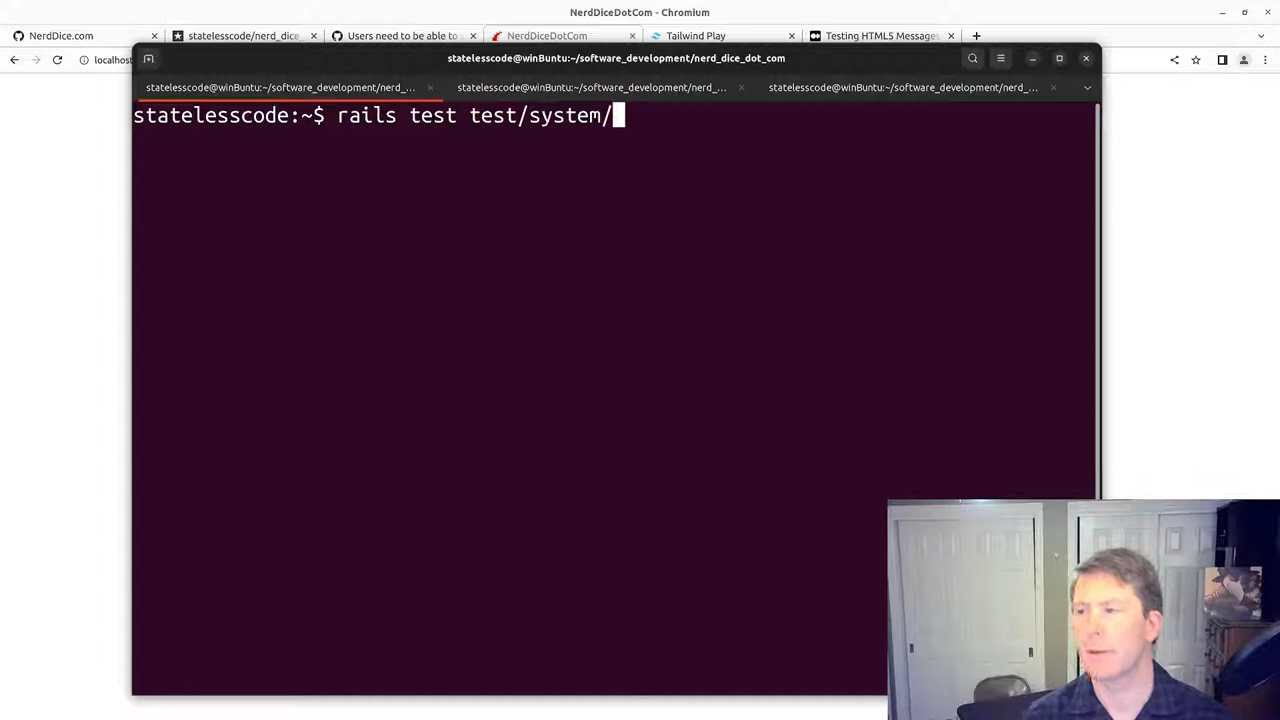 NerdDiceDotCom - Chromium
NerdDice.com
statelesscode/nerd_dice
Users need to be able to s
NerdDiceDotCom
Tailwind Play
Testing HTML5 Messages
localhost
statelesscode@winBuntu:~/software_development/nerd_dice_dot_com
statelesscode@winBuntu:~/software_development/nerd_...
statelesscode@winBuntu:~/software_development/nerd_...
statelesscode@winBuntu:~/software_development/nerd_...
statelesscode:~$ rails test test/system/